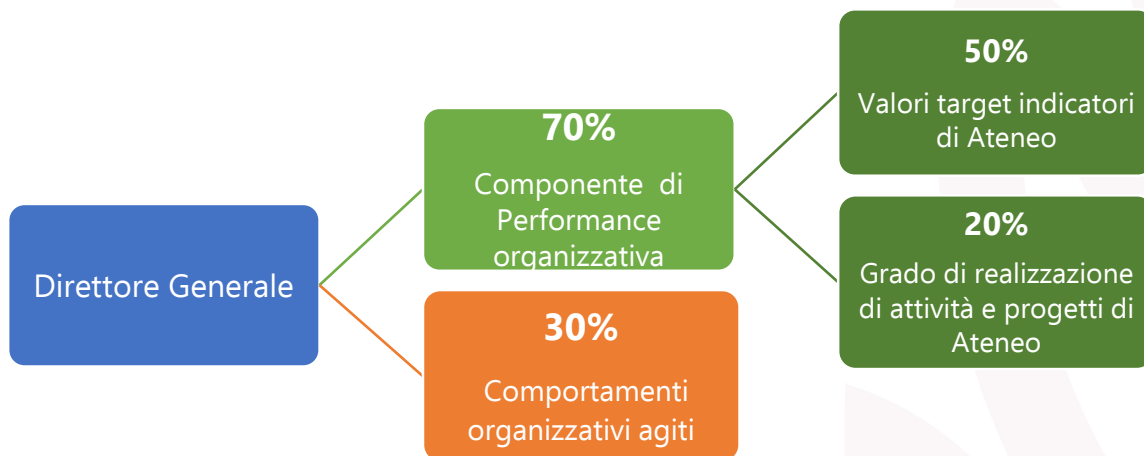 Direttore Generale
70%
Componente di
Performance
organizzativa
30%
Comportamenti
organizzativi agiti
50%
Valori target indicatori
di Ateneo
20%
Grado di realizzazione
di attività e progetti di
Ateneo